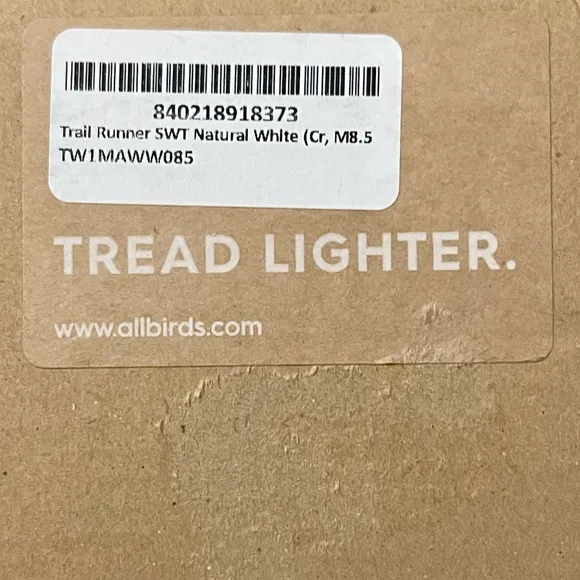 840218918373
Trail Runner SWT Natural White (Cr, M8.5
TW1MAWW085
TREAD LIGHTER.
www.allbirds.com